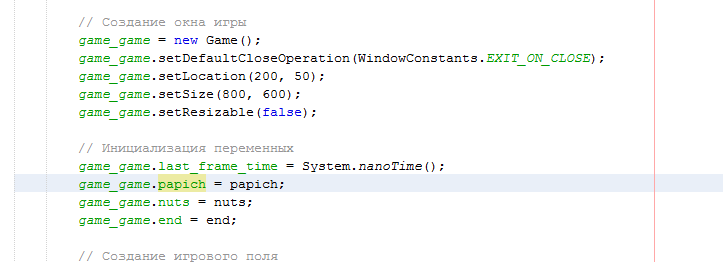 // Создание окна игры
game_game = new Game();
game_game.setDefaultCloseOperation(WindowConstants.EXIT_ON_CLOSE);
game_game.setLocation(200, 50);
game_game.setSize(800, 600);
game_game.setResizable(false);
// Инициализация переменных
game_game.last_frame_time = System.nanoTime();
game_game.papich = papich;
game_game.nuts = nuts;
game_game.end = end;
// Создание игрового поля